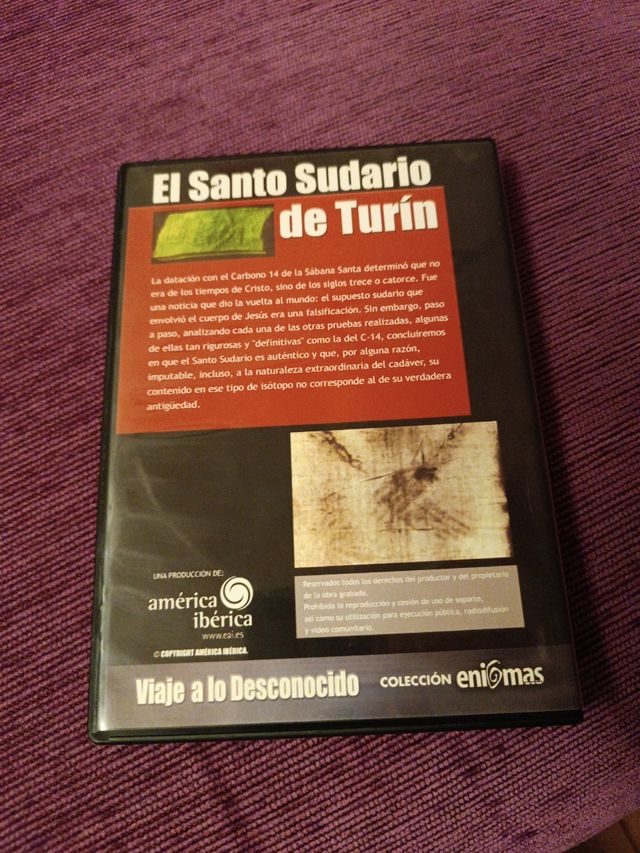 El Santo Sudario
de Turín
La datación con el Carbono 14 de la Sábana Santa determinó que no
era de los tiempos de Cristo, sino de los siglos trece o catorce. Fue
una noticia que dio la vuelta al mundo: el supuesto sudario que
envolvió el cuerpo de Jesús era una falsificación. Sin embargo, paso
a paso, analizando cada una de las otras pruebas realizadas, algunas
de ellas tan rigurosas y "definitivas" como la del C-14, concluiremos
en que el Santo Sudario es auténtico y que, por alguna razón,
imputable, incluso, a la naturaleza extraordinaria del cadáver, su
contenido en ese tipo de isótopo no corresponde al de su verdadera
antigüedad.
UNA PRODUCCIÓN DE:
américa
ibérica
www.eai.es
© COPYRIGHT AMÉRICA IBÉRICA.
Reservados todos los derechos del productor y del propietario
de la obra grabada.
Prohibida la reproducción y cesión de uso de soporte,
así como su utilización para ejecución pública, radiodifusión
y video comunitario.
Viaje a lo Desconocido
COLECCIÓN enigmas